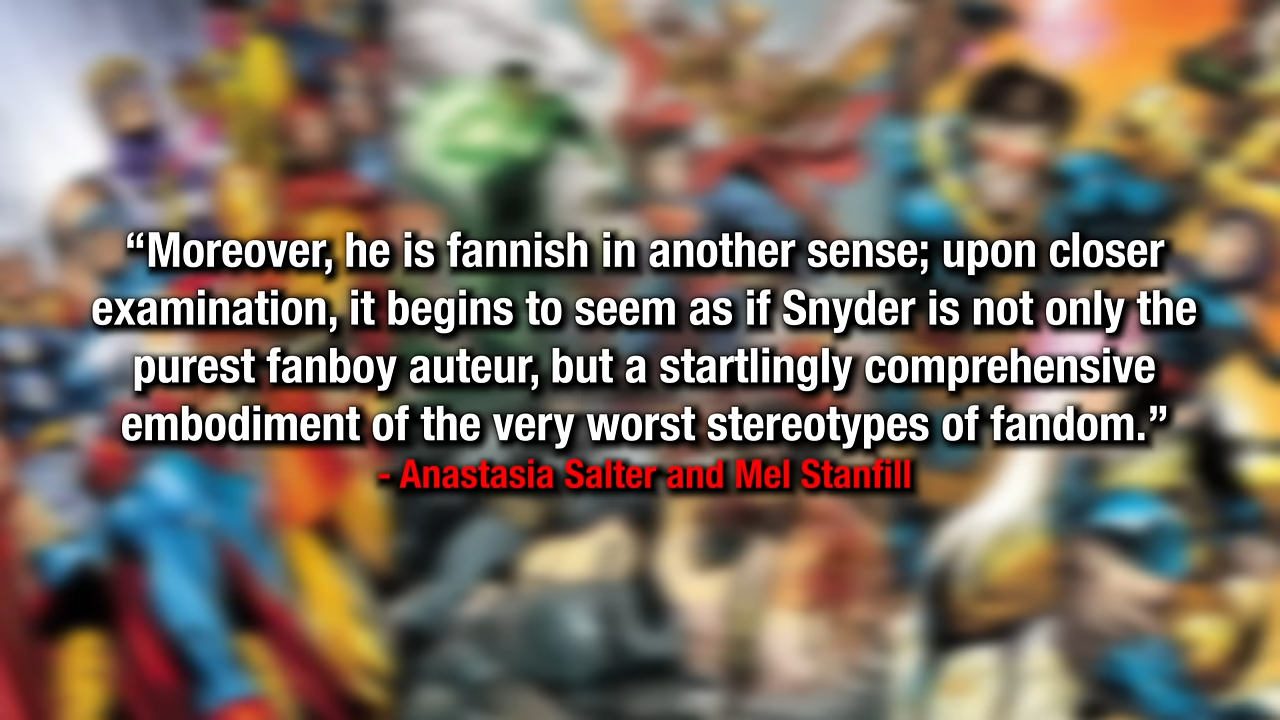 “Moreover, he is fannish in another sense; upon closer
examination, it begins to seem as if Snyder is not only the
purest fanboy auteur, but a startlingly comprehensive
embodiment of the very worst stereotypes of fandom.”
- Anastasia Salter and Mel Stanfill